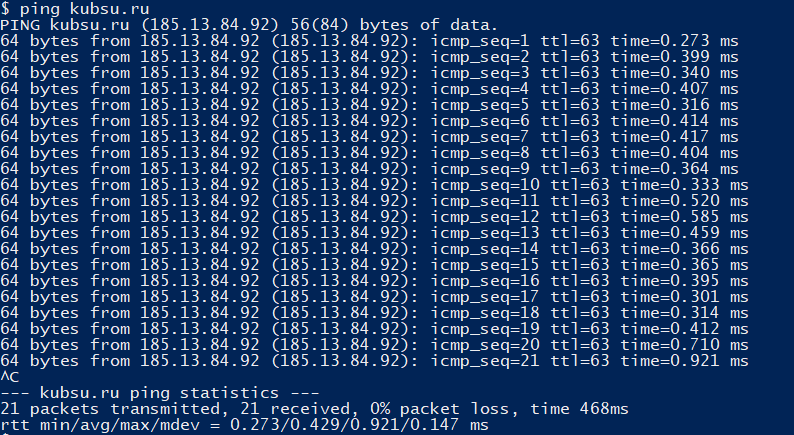 $ ping kubsu.ru
PING kubsu.ru (185.13.84.92) 56(84) bytes of data.
64 bytes from 185.13.84.92 (185.13.84.92): icmp_seq=1 ttl=63 time=0.273 ms
64 bytes from 185.13.84.92 (185.13.84.92): icmp_seq=2 ttl=63 time=0.399 ms
64 bytes from 185.13.84.92 (185.13.84.92): icmp_seq=3 ttl=63 time=0.340 ms
64 bytes from 185.13.84.92 (185.13.84.92): icmp_seq=4 ttl=63 time=0.407 ms
64 bytes from 185.13.84.92 (185.13.84.92): icmp_seq=5 ttl=63 time=0.316 ms
64 bytes from 185.13.84.92 (185.13.84.92): icmp_seq=6 ttl=63 time=0.414 ms
64 bytes from 185.13.84.92 (185.13.84.92): icmp_seq=7 ttl=63 time=0.417 ms
64 bytes from 185.13.84.92 (185.13.84.92): icmp_seq=8 ttl=63 time=0.404 ms
64 bytes from 185.13.84.92 (185.13.84.92): icmp_seq=9 ttl=63 time=0.364 ms
64 bytes from 185.13.84.92 (185.13.84.92): icmp_seq=10 ttl=63 time=0.333 ms
64 bytes from 185.13.84.92 (185.13.84.92): icmp_seq=11 ttl=63 time=0.520 ms
64 bytes from 185.13.84.92 (185.13.84.92): icmp_seq=12 ttl=63 time=0.585 ms
64 bytes from 185.13.84.92 (185.13.84.92): icmp_seq=13 ttl=63 time=0.459 ms
64 bytes from 185.13.84.92 (185.13.84.92): icmp_seq=14 ttl=63 time=0.366 ms
64 bytes from 185.13.84.92 (185.13.84.92): icmp_seq=15 ttl=63 time=0.365 ms
64 bytes from 185.13.84.92 (185.13.84.92): icmp_seq=16 ttl=63 time=0.395 ms
64 bytes from 185.13.84.92 (185.13.84.92): icmp_seq=17 ttl=63 time=0.301 ms
64 bytes from 185.13.84.92 (185.13.84.92): icmp_seq=18 ttl=63 time=0.314 ms
64 bytes from 185.13.84.92 (185.13.84.92): icmp_seq=19 ttl=63 time=0.412 ms
64 bytes from 185.13.84.92 (185.13.84.92): icmp_seq=20 ttl=63 time=0.710 ms
64 bytes from 185.13.84.92 (185.13.84.92): icmp_seq=21 ttl=63 time=0.921 ms
^C
--- kubsu.ru ping statistics ---
21 packets transmitted, 21 received, 0% packet loss, time 468ms
rtt min/avg/max/mdev = 0.273/0.429/0.921/0.147 ms